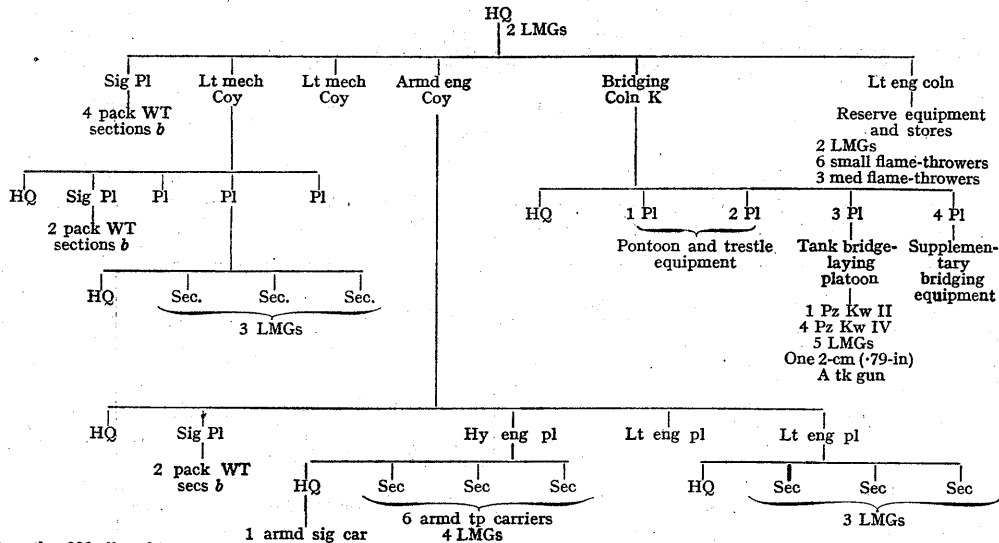 HQ
2 LMGs
Sig Pl
4 pack WT
sections b
Lt mech
Coy
Lt mech
Coy
Armd eng
Coy
Bridging
Coln K
Lt eng coln
Reserve equipment
and stores
2 LMGs
6 small flame-throwers
3 med flame-throwers
HQ
Sig Pl
2 pack WT
sections b
Pl
Pl
Pl
HQ
Sec.
Sec.
Sec.
3 LMGs
HQ
1 Pl
2 Pl
Pontoon and trestle
equipment
3 Pl
Tank bridge-
laying
platoon
1 Pz Kw II
4 Pz Kw IV
5 LMGs
One 2-cm (·79-in)
A tk gun
4 Pl
Supplemen-
tary
bridging
equipment
HQ
Sig Pl
2 pack WT
secs b
Hy eng pl
Lt eng pl
Lt eng pl
HQ
1 armd sig car
Sec
Sec
Sec
6 armd tp carriers
4 LMGs
HQ
Sec
Sec
Sec
3 LMGs